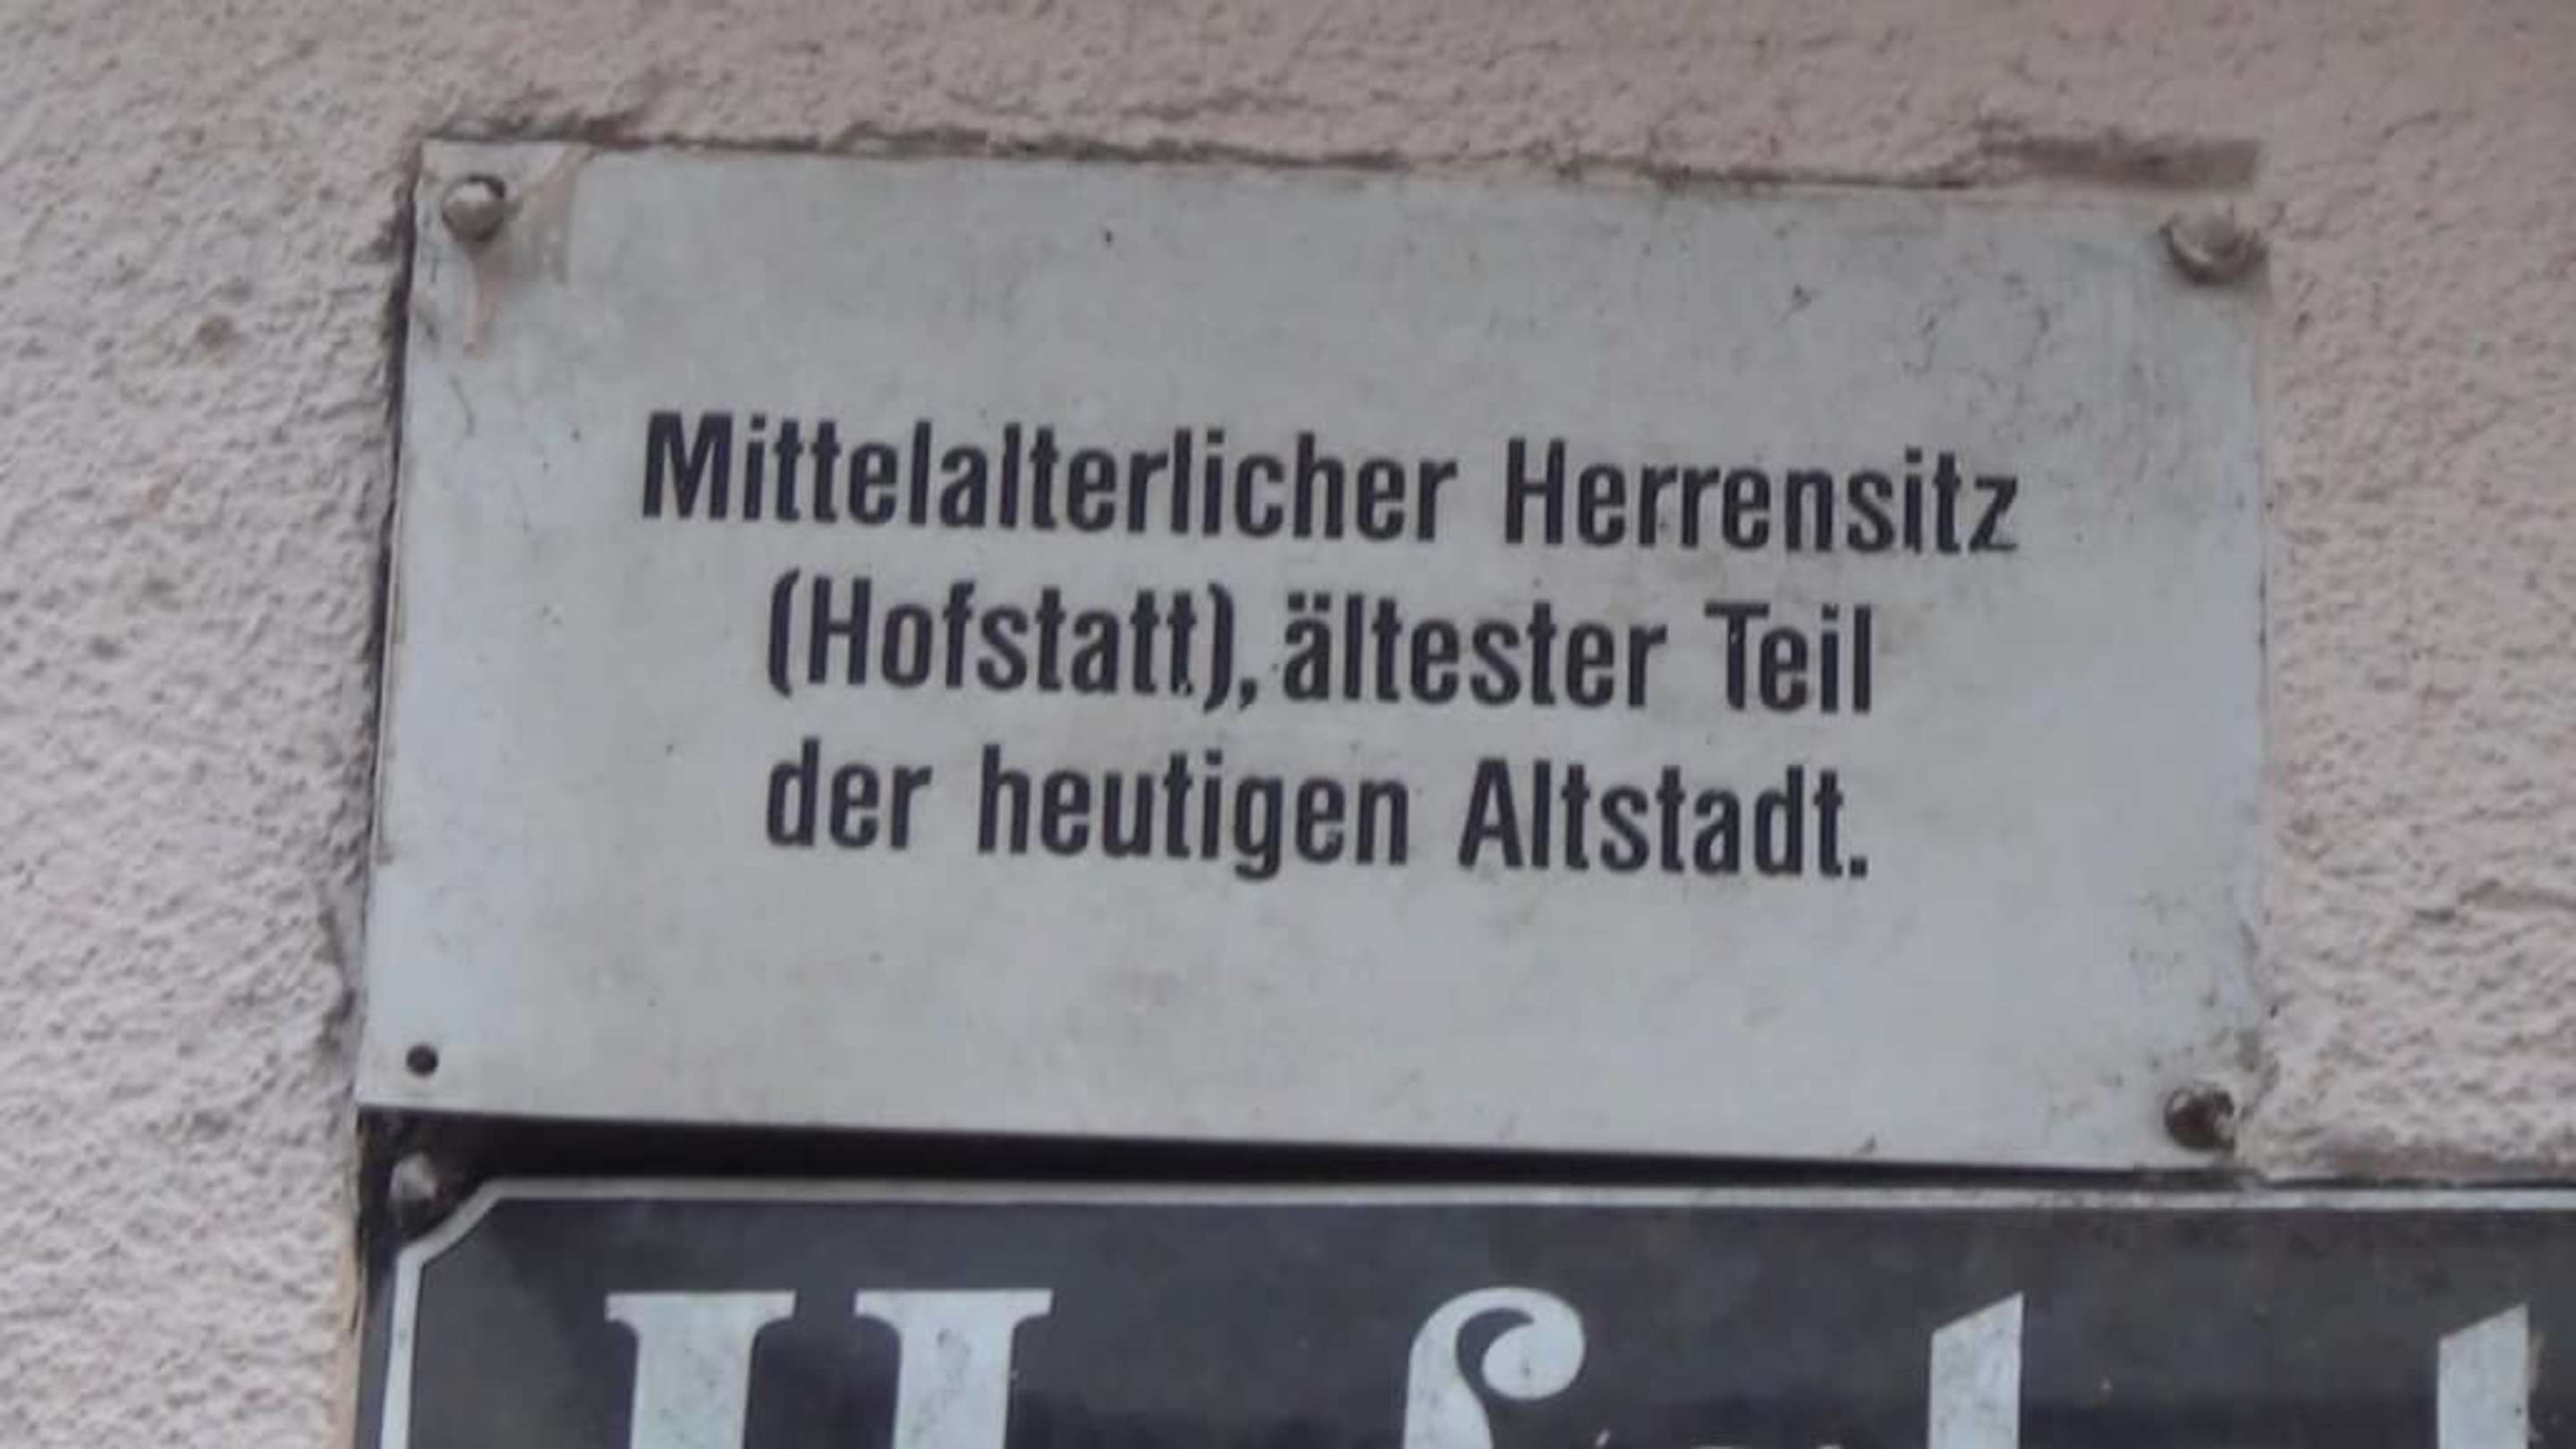 Mittelalterlicher Herrensitz
(Hofstatt), ältester Teil
der heutigen Altstadt.